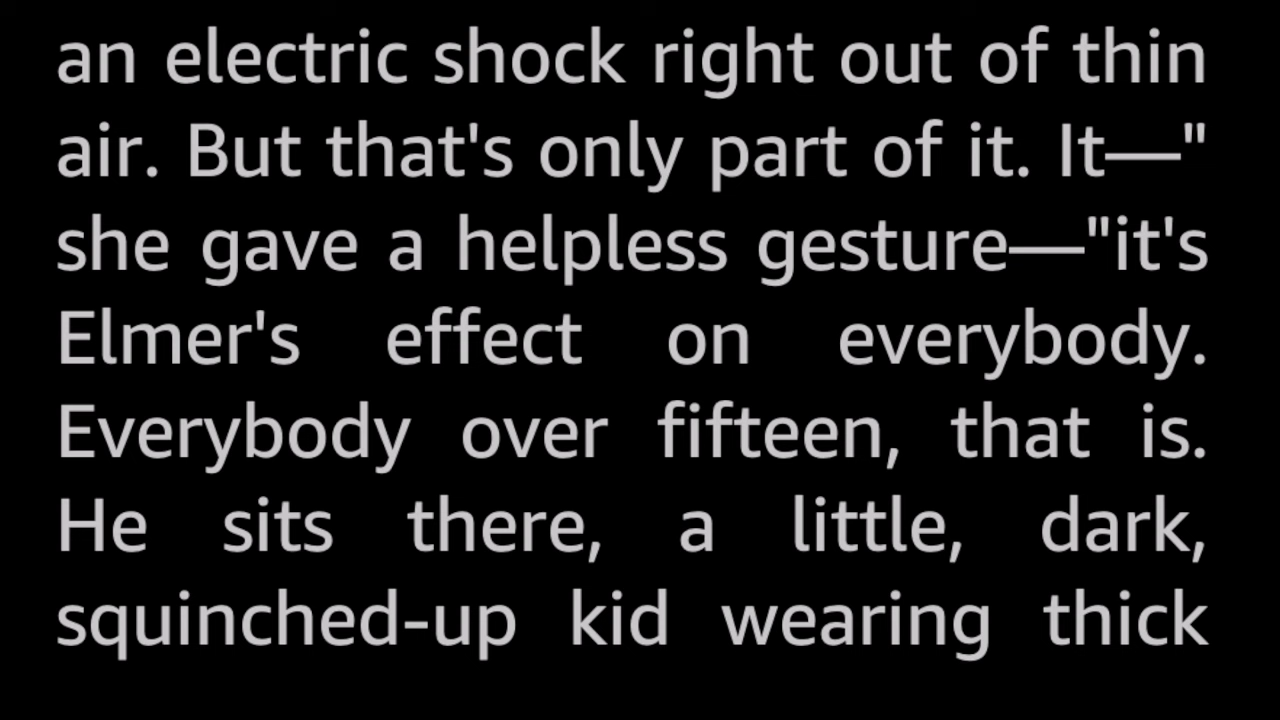 an electric shock right out of thin
air. But that's only part of it. It—"
she gave a helpless gesture—"it's
Elmer's effect on everybody.
Everybody over fifteen, that is.
He sits there, a little, dark,
squinched-up kid wearing thick